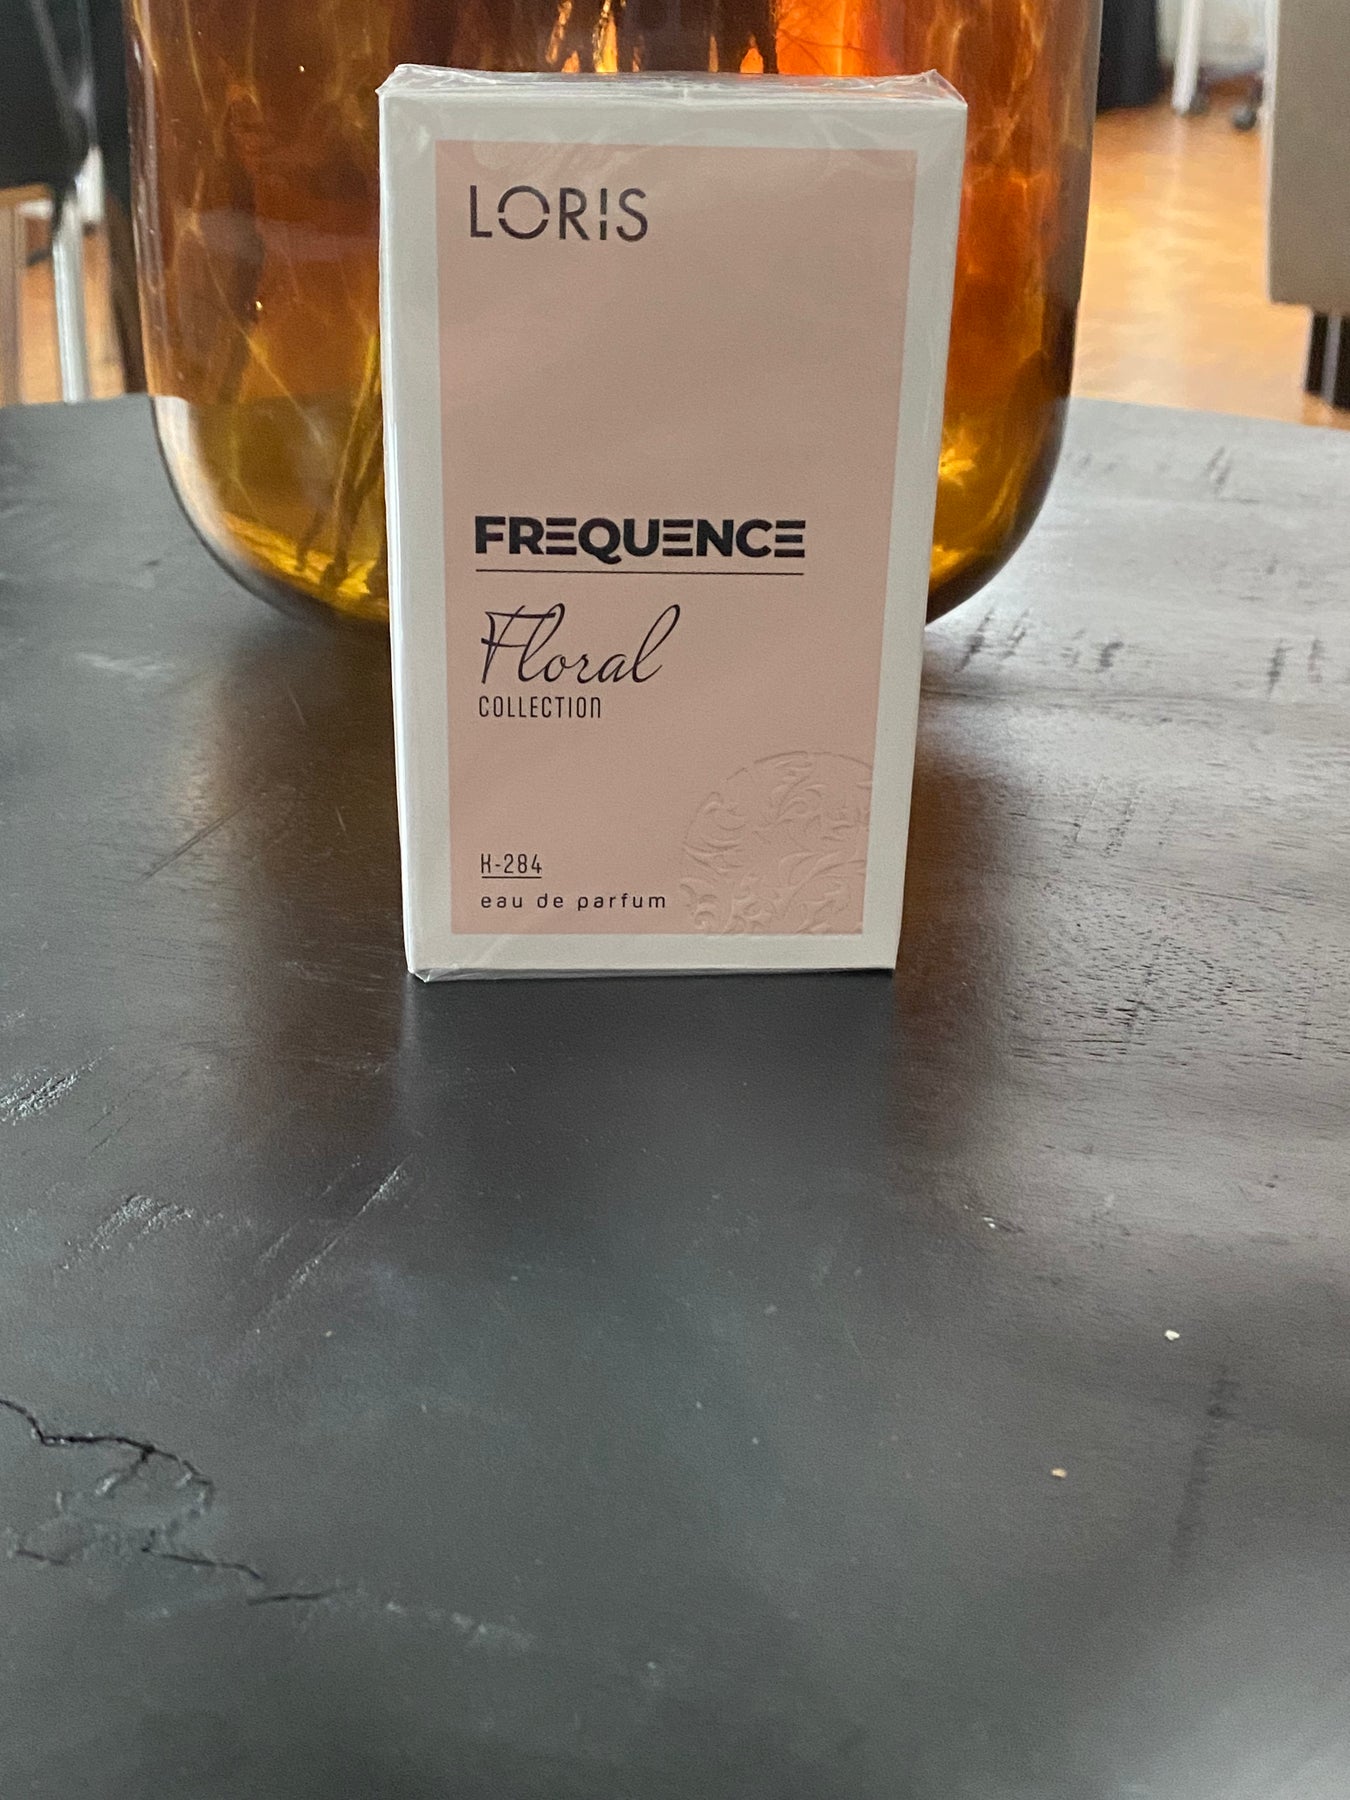 LORIS
FREQUENCE
Floral
COLLECTION
K-284
eau de parfum